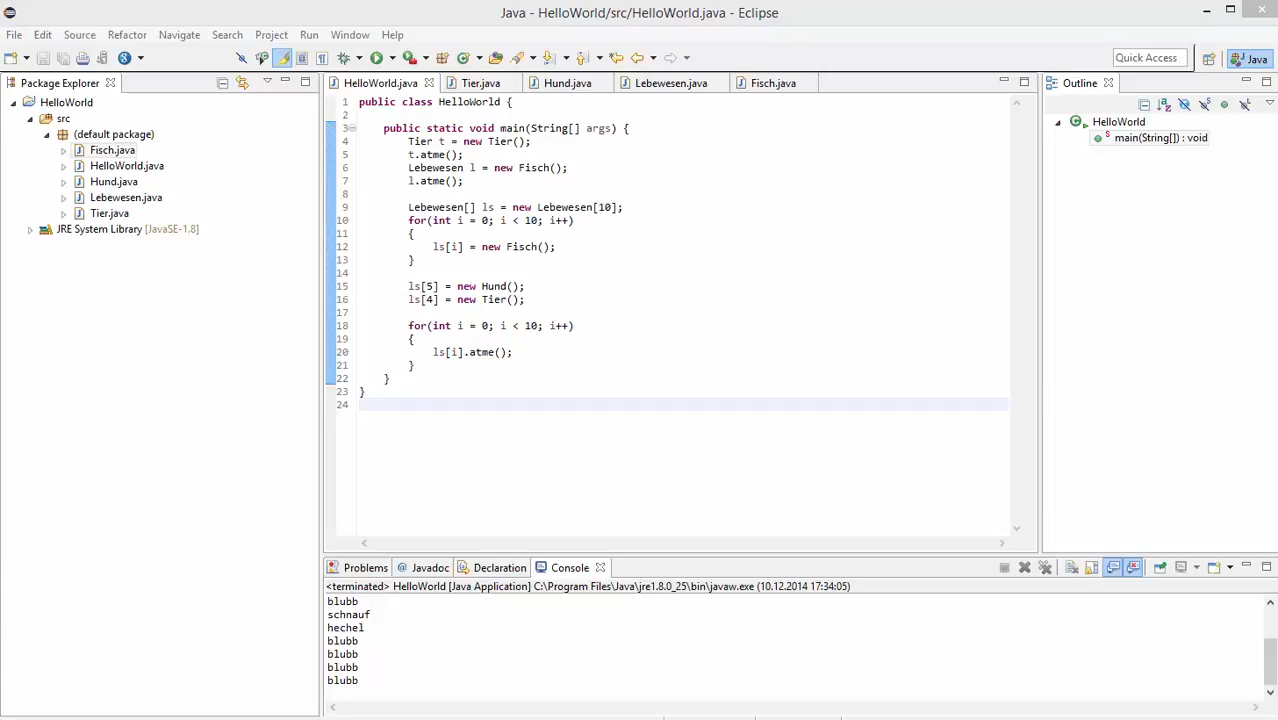 Java - HelloWorld/src/HelloWorld.java - Eclipse
File Edit Source Refactor Navigate Search Project Run Window Help
Quick Access
Java
Package Explorer
HelloWorld.java Tier.java Hund.java Lebewesen.java Fisch.java
Outline
HelloWorld
src
(default package)
Fisch.java
HelloWorld.java
Hund.java
Lebewesen.java
Tier.java
JRE System Library [JavaSE-1.8]
1 public class HelloWorld {
2
3 public static void main(String[] args) {
4 Tier t = new Tier();
5 t.atme();
6 Lebewesen l = new Fisch();
7 l.atme();
8
9 Lebewesen[] ls = new Lebewesen[10];
10 for(int i = 0; i < 10; i++)
11 {
12 ls[i] = new Fisch();
13 }
14
15 ls[5] = new Hund();
16 ls[4] = new Tier();
17
18 for(int i = 0; i < 10; i++)
19 {
20 ls[i].atme();
21 }
22 }
23 }
24
HelloWorld
S main(String[]) : void
Problems Javadoc Declaration Console
<terminated> HelloWorld [Java Application] C:\Program Files\Java\jre1.8.0_25\bin\javaw.exe (10.12.2014 17:34:05)
blubb
schnauf
hechel
blubb
blubb
blubb
blubb